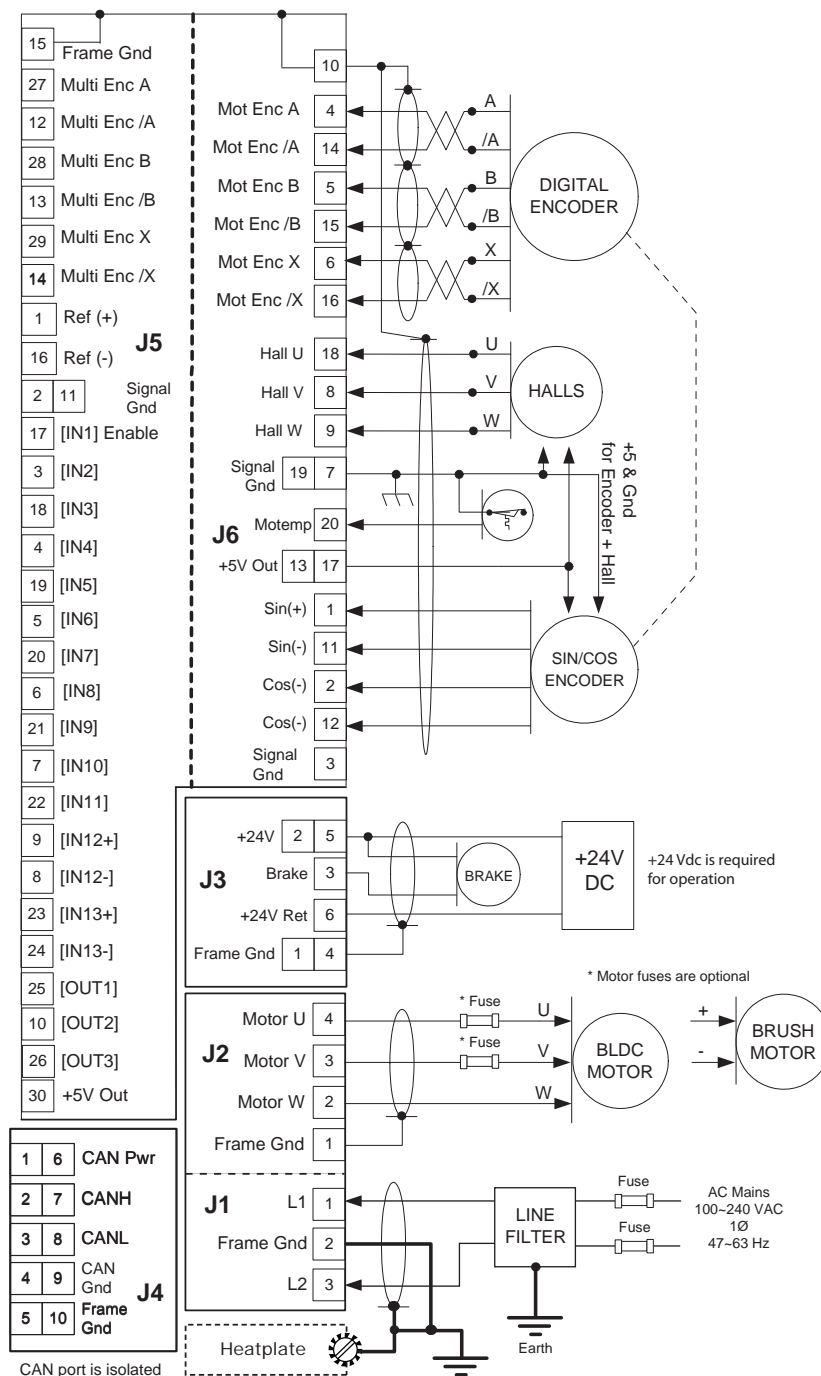 15 Frame Gnd
27 Multi Enc A
12 Multi Enc /A
28 Multi Enc B
13 Multi Enc /B
29 Multi Enc X
14 Multi Enc /X
1 Ref (+)
J5
16 Ref (-)
2 11 Signal
Gnd
17 [IN1] Enable
3 [IN2]
18 [IN3]
4 [IN4]
19 [IN5]
5 [IN6]
20 [IN7]
6 [IN8]
21 [IN9]
7 [IN10]
22 [IN11]
9 [IN12+]
8 [IN12-]
23 [IN13+]
24 [IN13-]
25 [OUT1]
10 [OUT2]
26 [OUT3]
30 +5V Out
10
Mot Enc A 4 A
Mot Enc /A 14 /A
Mot Enc B 5 B
Mot Enc /B 15 /B
Mot Enc X 6 X
Mot Enc /X 16 /X
DIGITAL
ENCODER
Hall U 18 U
Hall V 8 V
Hall W 9 W
HALLS
Signal
Gnd 19 7
J6
Motemp 20
+5V Out 13 17
+5 & Gnd
for Encoder + Hall
Sin(+) 1
Sin(-) 11
Cos(-) 2
Cos(-) 12
SIN/COS
ENCODER
Signal
Gnd 3
J3
+24V 2 5
Brake 3
+24V Ret 6
Frame Gnd 1 4
BRAKE
+24V
DC
+24 Vdc is required
for operation
* Motor fuses are optional
J2
Motor U 4 * Fuse U
Motor V 3 * Fuse V
Motor W 2 W
Frame Gnd 1
BLDC
MOTOR
+
-
BRUSH
MOTOR
J1
L1 1
Frame Gnd 2
L2 3
LINE
FILTER
Fuse
Fuse
AC Mains
100~240 VAC
1Ø
47~63 Hz
Earth
Heatplate
1 6 CAN Pwr
2 7 CANH
3 8 CANL
4 9 CAN
Gnd
J4
5 10 Frame
Gnd
CAN port is isolated